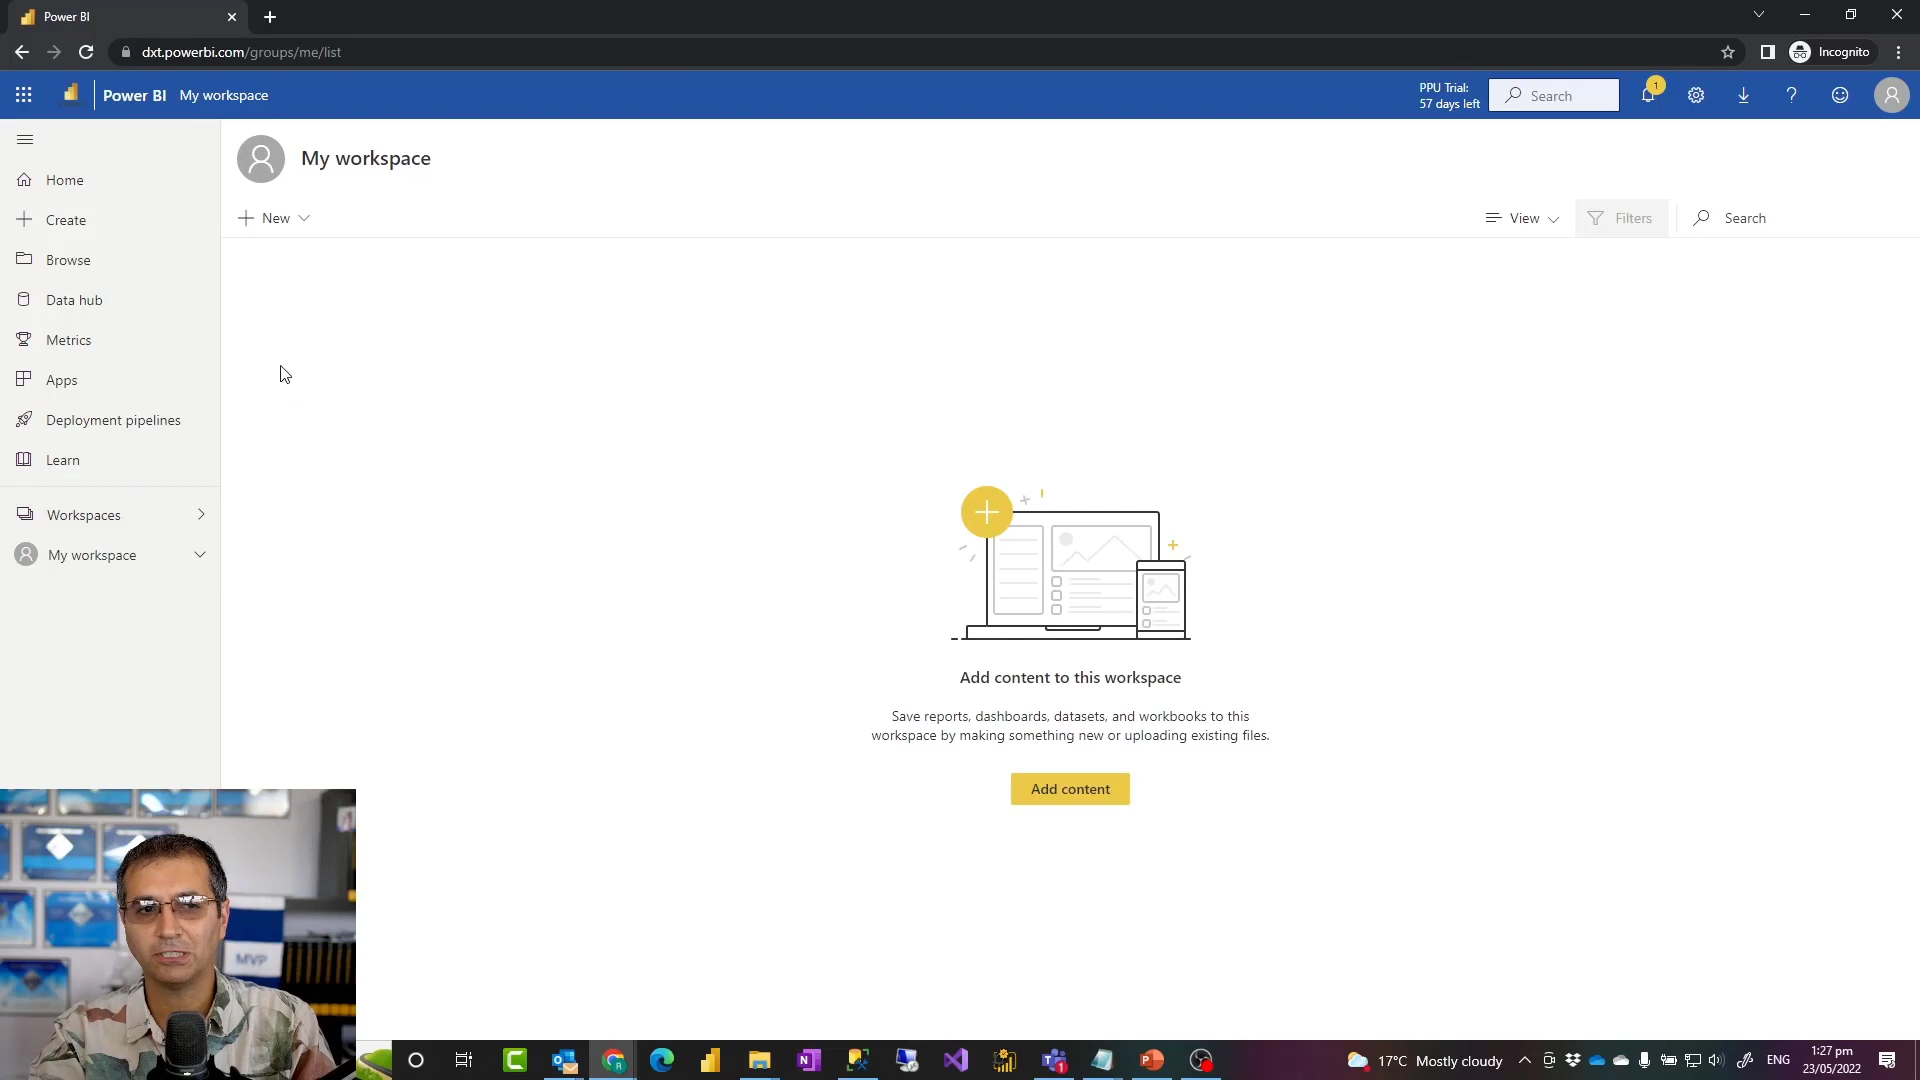 Power BI
dxt.powerbi.com/groups/me/list
Incognito
Power BI My workspace
PPU Trial:
57 days left
Search
1
My workspace
Home
Create
Browse
Data hub
Metrics
Apps
Deployment pipelines
Learn
Workspaces
My workspace
New
View
Filters
Search
Add content to this workspace
Save reports, dashboards, datasets, and workbooks to this
workspace by making something new or uploading existing files.
Add content
MVP
17°C Mostly cloudy
ENG
1:27 pm
23/05/2022